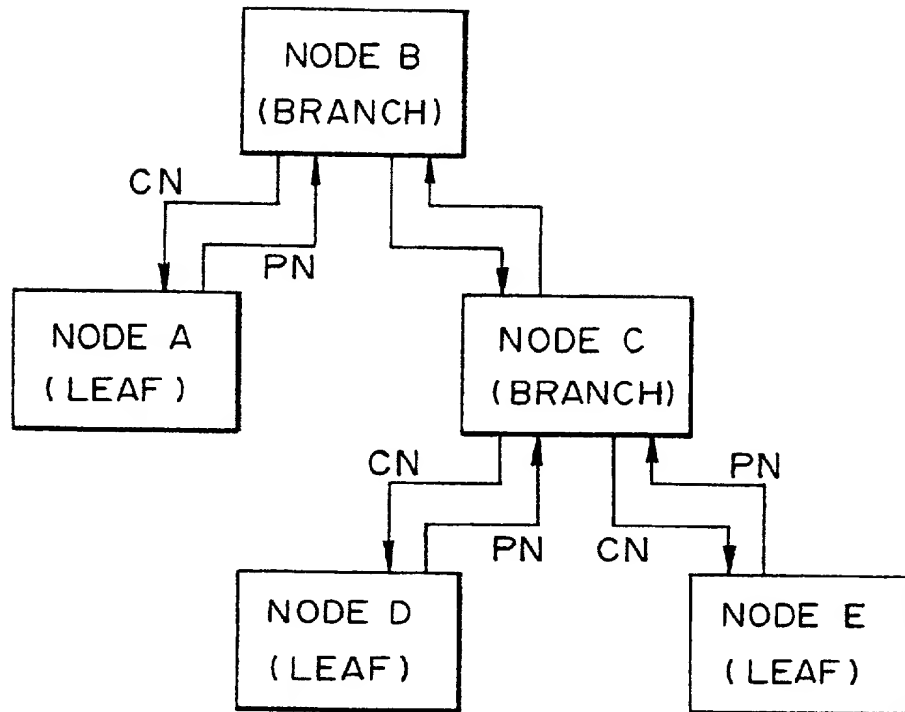 NODE B
(BRANCH)
CN
PN
NODE A
(LEAF)
NODE C
(BRANCH)
CN
PN
PN
CN
NODE D
(LEAF)
NODE E
(LEAF)